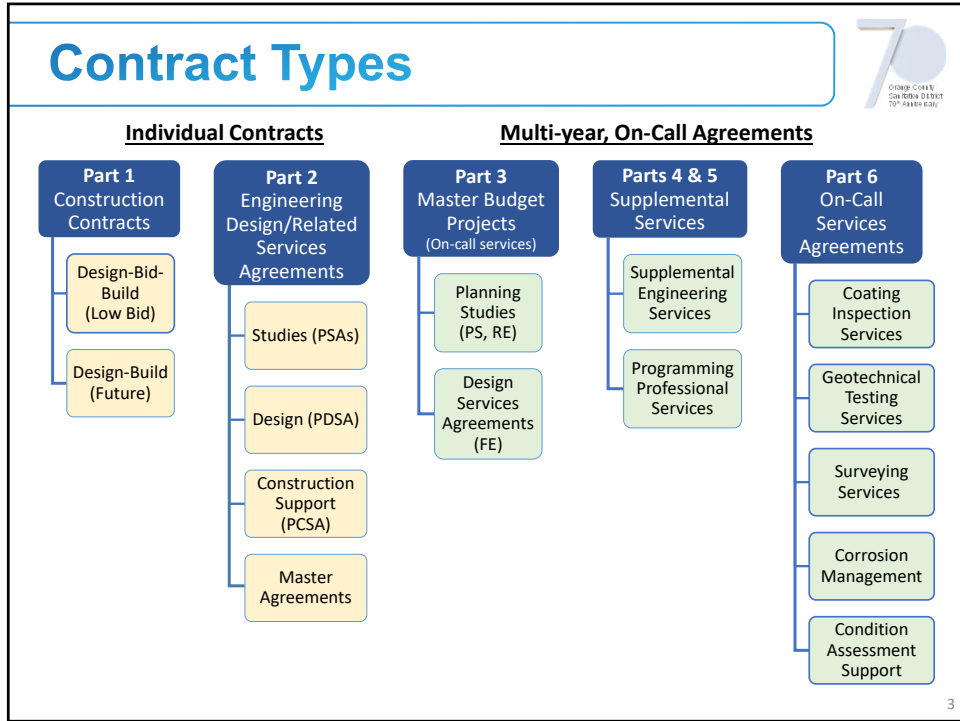 Contract Types
70
Orange County
Sanitation District
70th Anniversary
Individual Contracts
Part 1
Construction
Contracts
Design-Bid-
Build
(Low Bid)
Design-Build
(Future)
Part 2
Engineering
Design/Related
Services
Agreements
Studies (PSAs)
Design (PDSA)
Construction
Support
(PCSA)
Master
Agreements
Multi-year, On-Call Agreements
Part 3
Master Budget
Projects
(On-call services)
Planning
Studies
(PS, RE)
Design
Services
Agreements
(FE)
Parts 4 & 5
Supplemental
Services
Supplemental
Engineering
Services
Programming
Professional
Services
Part 6
On-Call
Services
Agreements
Coating
Inspection
Services
Geotechnical
Testing
Services
Surveying
Services
Corrosion
Management
Condition
Assessment
Support
3